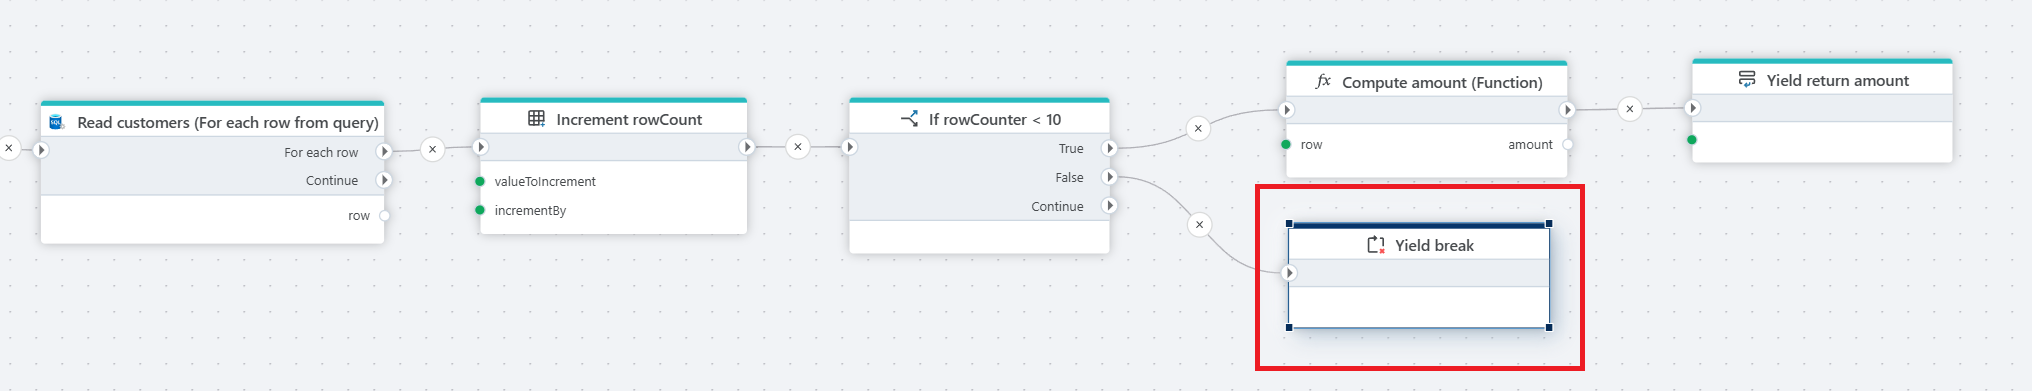 Read customers (For each row from query)
For each row
Continue
row
Increment rowCount
valueToIncrement
incrementBy
If rowCounter < 10
True
False
Continue
fx Compute amount (Function)
row amount
Yield return amount
Yield break
SQL